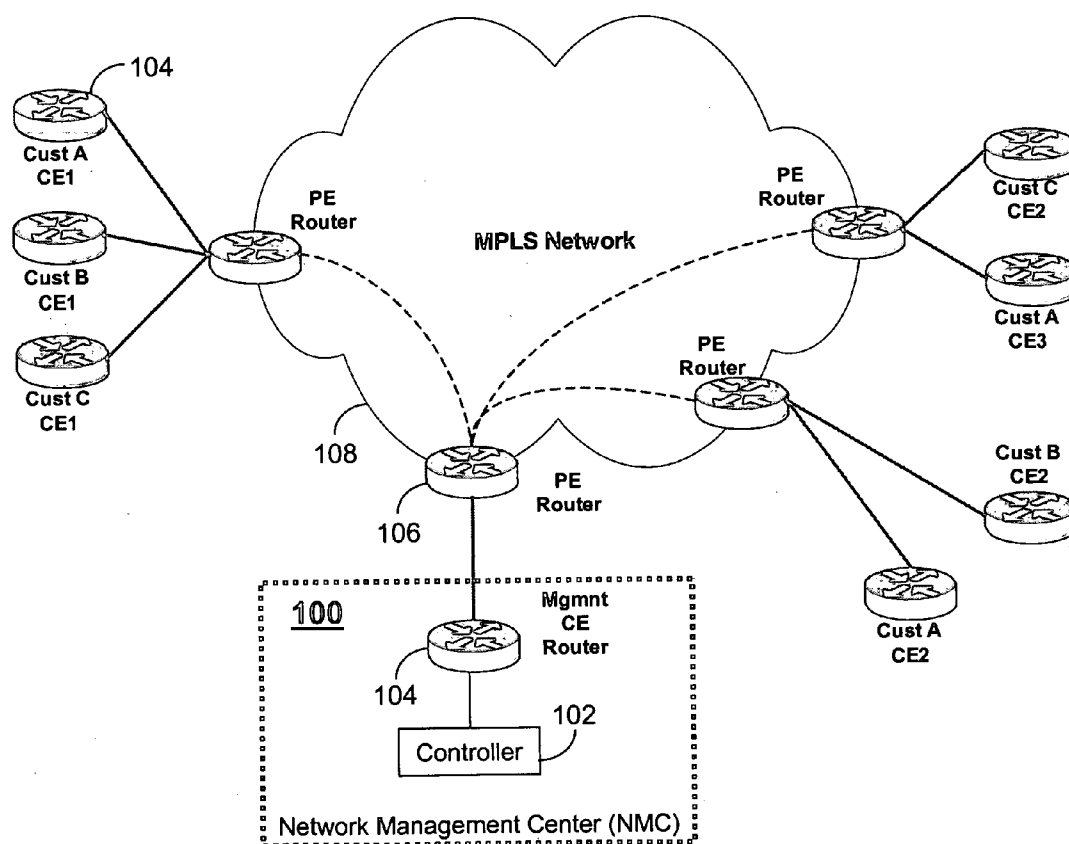 104
Cust A
CE1
Cust B
CE1
Cust C
CE1
PE
Router
MPLS Network
PE
Router
Cust C
CE2
Cust A
CE3
PE
Router
Cust B
CE2
Cust A
CE2
108
106
PE
Router
100
Mgmnt
CE
Router
104
102
Controller
Network Management Center (NMC)